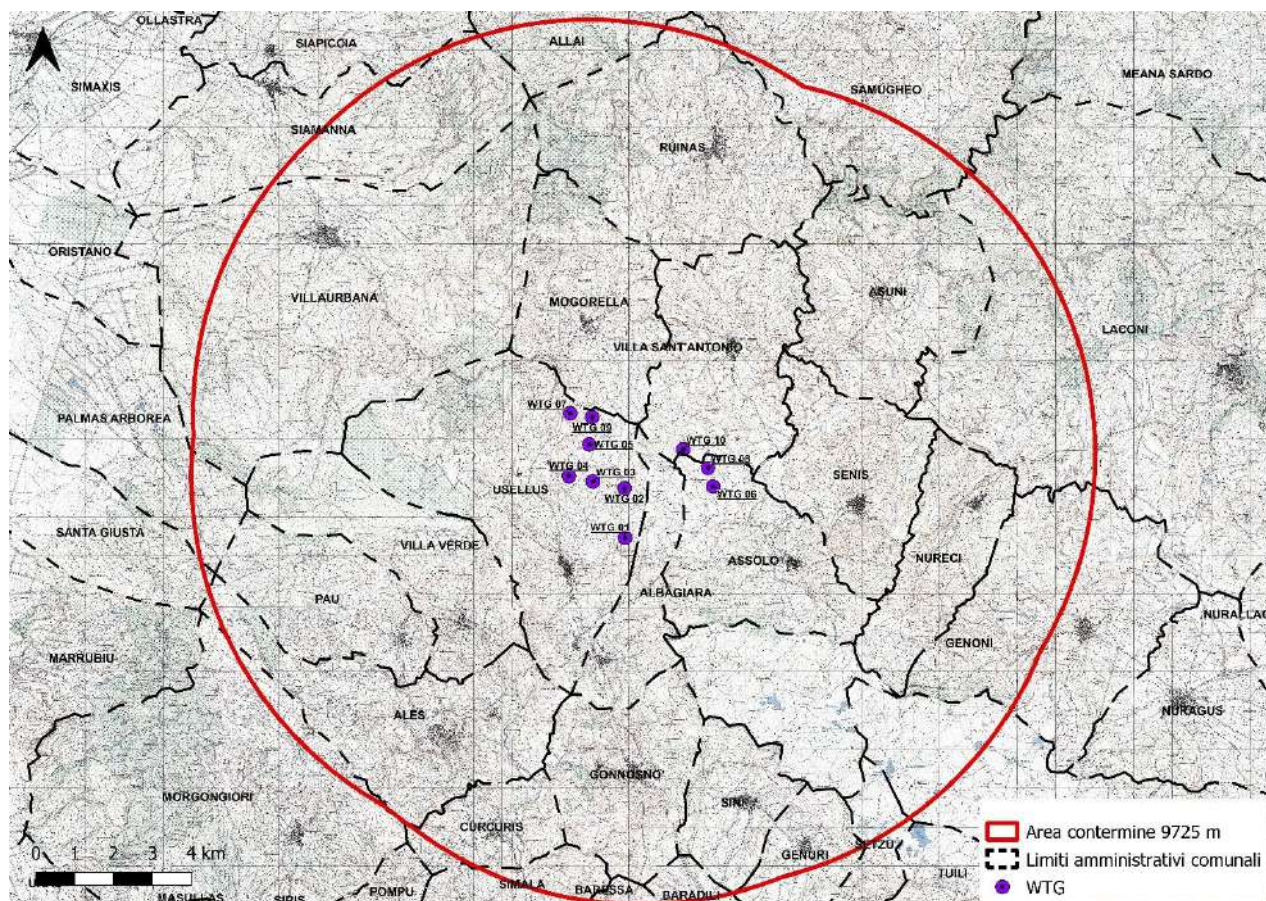 OLLASTRA
SIAPICCIA
ALLAI
SIMAXIS
SAMUGHEO
MEANA SARDO
SIAMANNA
RUINAS
ORISTANO
VILLAURBANA
MOGORELLA
ASUNI
LACONI
VILLA SANT'ANTONIO
PALMAS ARBOREA
WTG 07
WTG 09
WTG 05
WTG 10
WTG 08
WTG 04
WTG 03
WTG 02
WTG 06
USELLUS
SENIS
WTG 01
SANTA GIUSTA
VILLA VERDE
ASSOLO
NURECI
PAU
ALBAGIARA
NURALLAO
GENONI
MARRUBIU
ALES
NURAGUS
GONNOSNÒ
MORGONGIORI
SINI
CURCURIS
GENURI
SETZU
TUILI
SIMALA
BARESSA
BARADILI
POMPU
MASULLAS
SIRIS
0 1 2 3 4 km
Area contermine 9725 m
Limiti amministrativi comunali
WTG